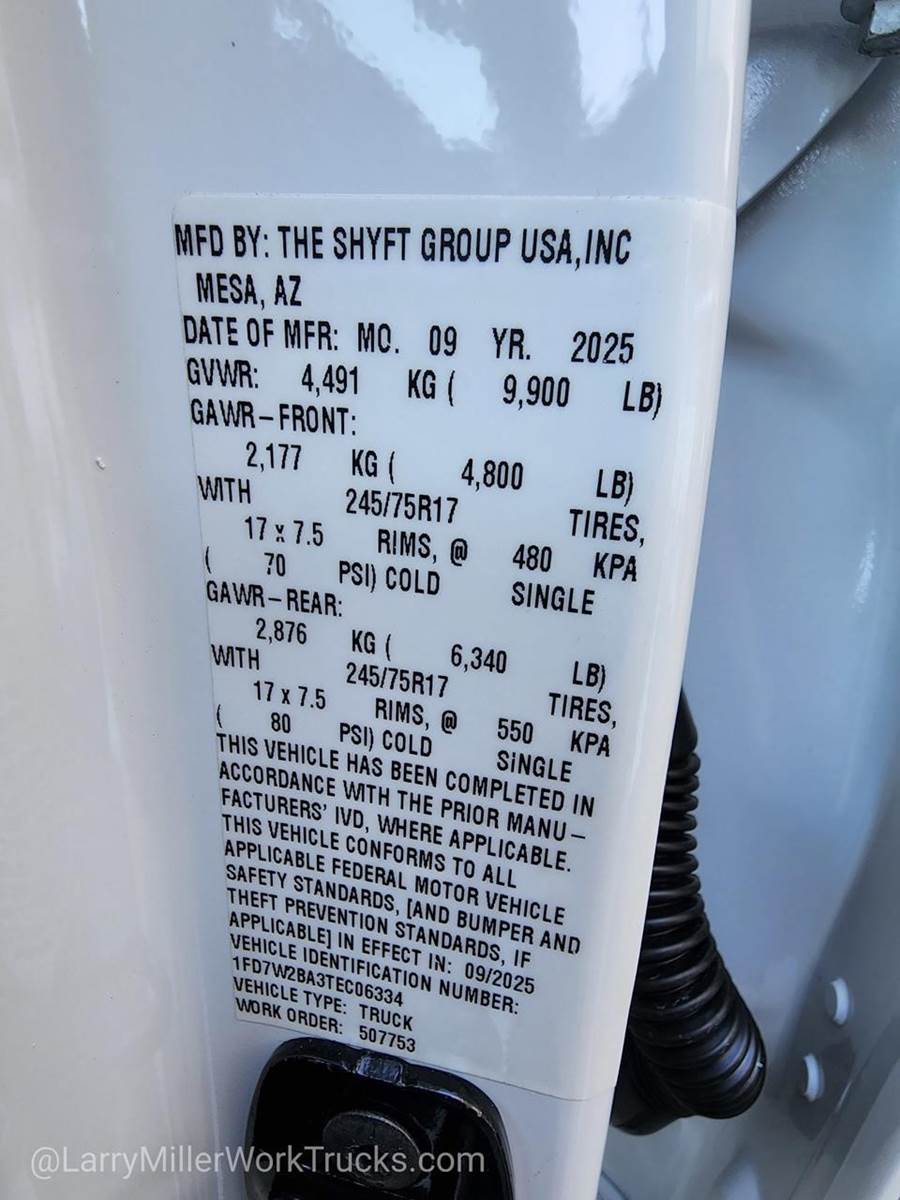 MFD BY: THE SHYFT GROUP USA, INC
MESA, AZ
DATE OF MFR: MO. 09 YR. 2025
GVWR: 4,491 KG ( 9,900 LB)
GAWR-FRONT:
2,177 KG ( 4,800 LB)
WITH 245/75R17 TIRES,
17 x 7.5 RIMS, @ 480 KPA
( 70 PSI) COLD SINGLE
GAWR-REAR:
2,876 KG ( 6,340 LB)
WITH 245/75R17 TIRES,
17 x 7.5 RIMS, @ 550 KPA
( 80 PSI) COLD SINGLE
THIS VEHICLE HAS BEEN COMPLETED IN
ACCORDANCE WITH THE PRIOR MANU-
FACTURERS' IVD, WHERE APPLICABLE.
THIS VEHICLE CONFORMS TO ALL
APPLICABLE FEDERAL MOTOR VEHICLE
SAFETY STANDARDS, [AND BUMPER AND
THEFT PREVENTION STANDARDS, IF
APPLICABLE] IN EFFECT IN: 09/2025
VEHICLE IDENTIFICATION NUMBER:
1FD7W2BA3TEC06334
VEHICLE TYPE: TRUCK
WORK ORDER: 507753
@LarryMillerWorkTrucks.com